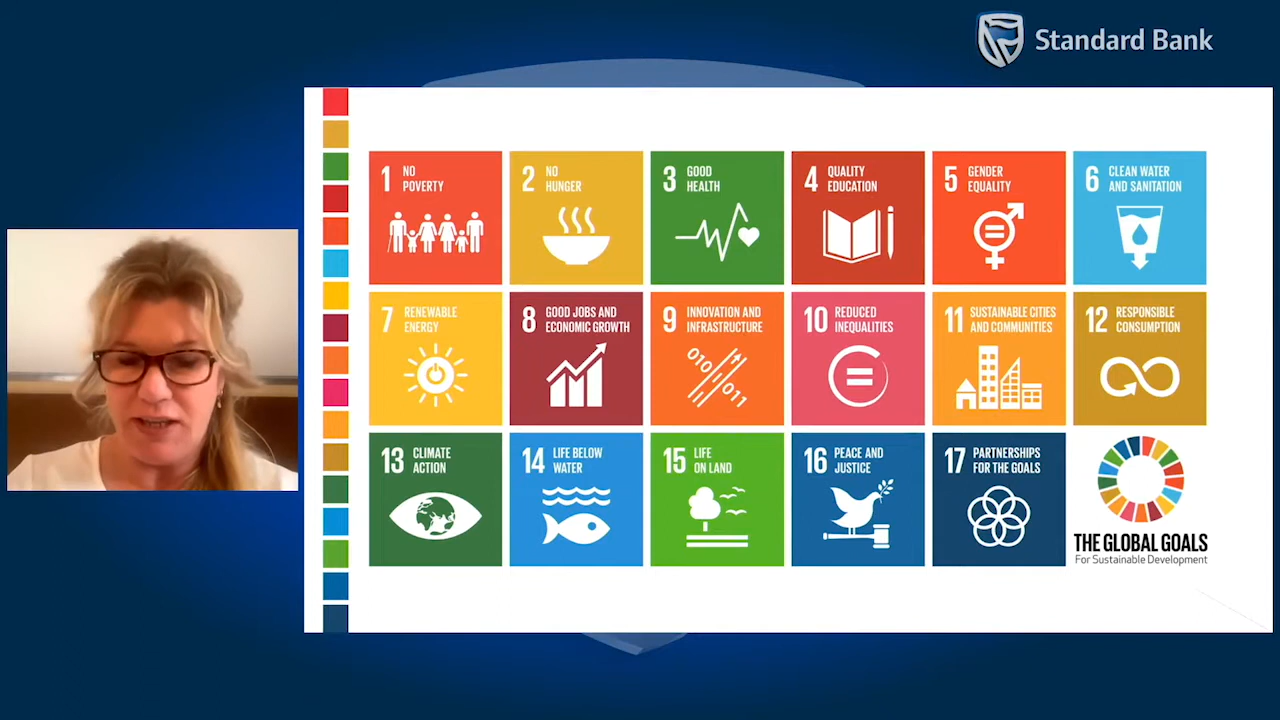 Standard Bank
1 NO
POVERTY
2 NO
HUNGER
3 GOOD
HEALTH
4 QUALITY
EDUCATION
5 GENDER
EQUALITY
6 CLEAN WATER
AND SANITATION
7 RENEWABLE
ENERGY
8 GOOD JOBS AND
ECONOMIC GROWTH
9 INNOVATION AND
INFRASTRUCTURE
010
011
10 REDUCED
INEQUALITIES
11 SUSTAINABLE CITIES
AND COMMUNITIES
12 RESPONSIBLE
CONSUMPTION
13 CLIMATE
ACTION
14 LIFE BELOW
WATER
15 LIFE
ON LAND
16 PEACE AND
JUSTICE
17 PARTNERSHIPS
FOR THE GOALS
THE GLOBAL GOALS
For Sustainable Development